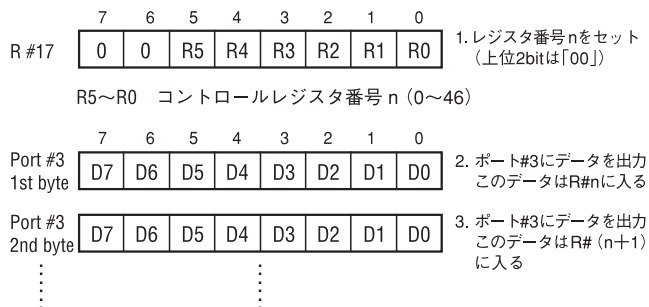 7 6 5 4 3 2 1 0
R #17 0 0 R5 R4 R3 R2 R1 R0
1. レジスタ番号 nをセット
（上位2bitは「00」）
R5～R0 コントロールレジスタ番号 n（0～46）
7 6 5 4 3 2 1 0
Port #3
1st byte
D7 D6 D5 D4 D3 D2 D1 D0
2. ポート#3にデータを出力
このデータはR#nに入る
Port #3
2nd byte
D7 D6 D5 D4 D3 D2 D1 D0
3. ポート#3にデータを出力
このデータはR#（n＋1）
に入る